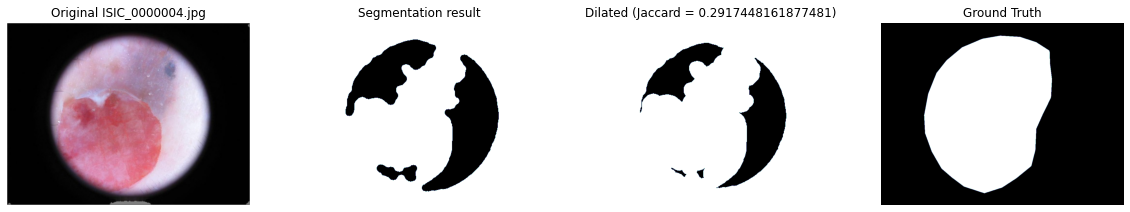 Original ISIC_0000004.jpg
Segmentation result
Dilated (Jaccard = 0.2917448161877481)
Ground Truth